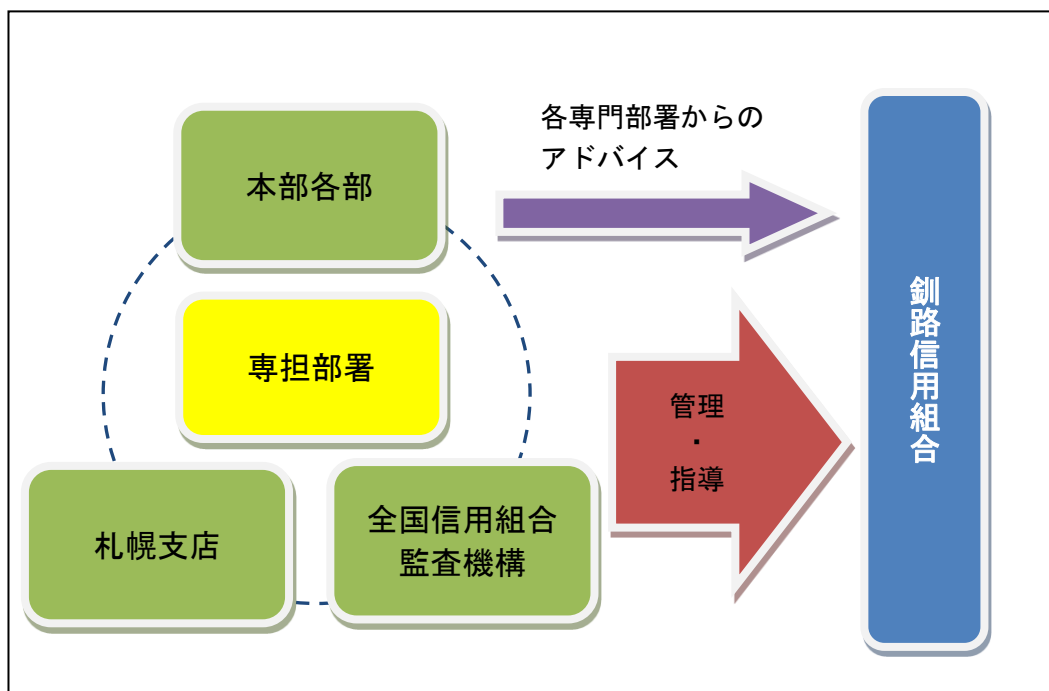 本部各部
専担部署
札幌支店
全国信用組合
監査機構
各専門部署からの
アドバイス
管理
・
指導
釧路信用組合